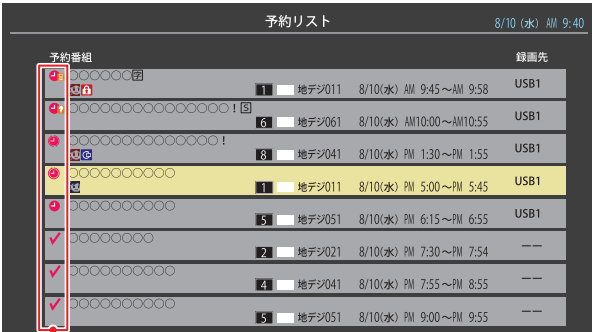 予約リスト 8/10 (水) AM 9:40
予約番組 録画先
○○○○○○字
1 地デジ011 8/10(水) AM 9:45～AM 9:58 USB1
○○○○○○○○○○○○○○○！S
6 地デジ061 8/10(水) AM10:00～AM10:55 USB1
○○○○○○○○○○○○○○！
8 地デジ041 8/10(水) PM 1:30～PM 1:55 USB1
○○○○○○○○○○
1 地デジ011 8/10(水) PM 5:00～PM 5:45 USB1
○○○○○○○○○○
5 地デジ051 8/10(水) PM 6:15～PM 6:55 USB1
○○○○○○○○
2 地デジ021 8/10(水) PM 7:30～PM 7:54 ――
○○○○○○○○○○
4 地デジ041 8/10(水) PM 7:55～PM 8:55 ――
○○○○○○○○○○
5 地デジ051 8/10(水) PM 9:00～PM 9:55 ――